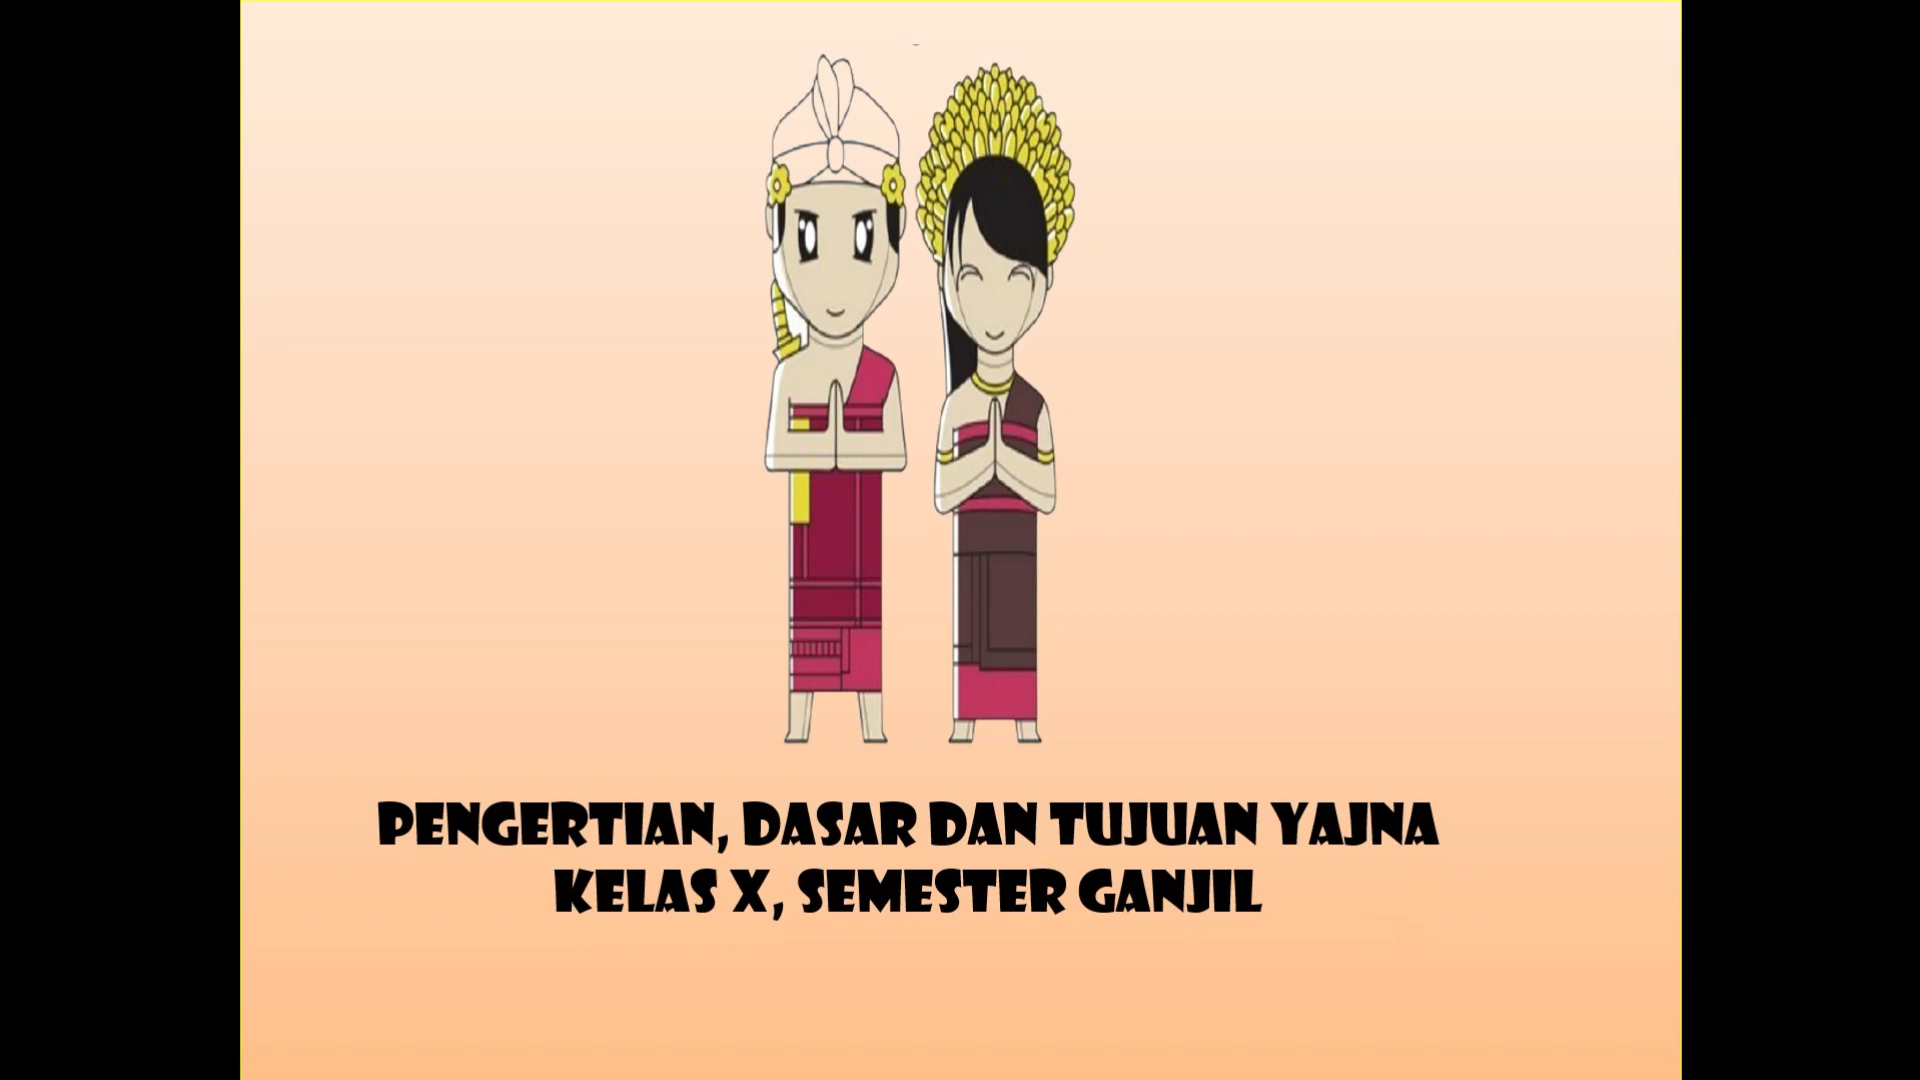 PENGERTIAN, DASAR DAN TUJUAN YAJNA
KELAS X, SEMESTER GANJIL